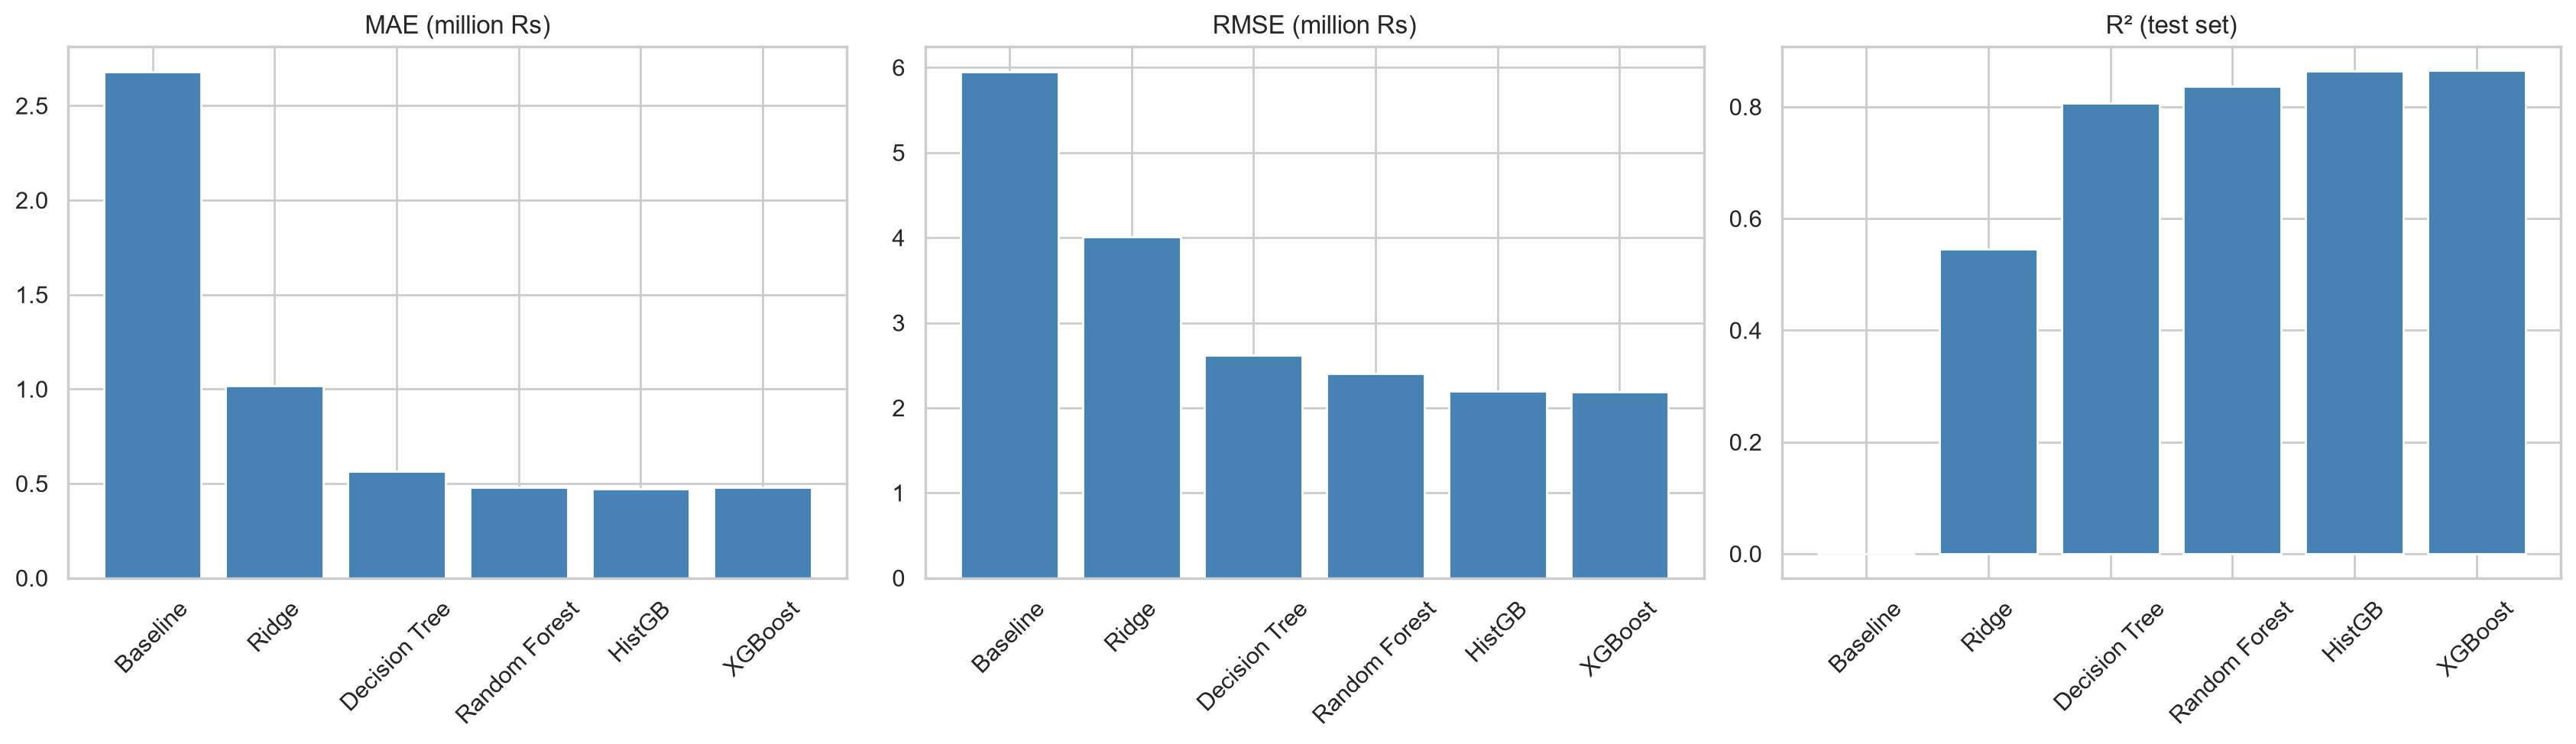 MAE (million Rs)
2.5
2.0
1.5
1.0
0.5
0.0
Baseline
Ridge
Decision Tree
Random Forest
HistGB
XGBoost
RMSE (million Rs)
6
5
4
3
2
1
0
Baseline
Ridge
Decision Tree
Random Forest
HistGB
XGBoost
R² (test set)
0.8
0.6
0.4
0.2
0.0
Baseline
Ridge
Decision Tree
Random Forest
HistGB
XGBoost